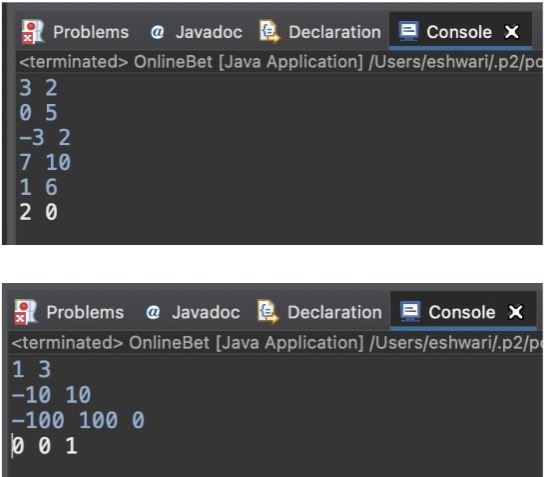 Problems @ Javadoc Declaration Console X
<terminated> OnlineBet [Java Application] /Users/eshwari/.p2/po
3 2
0 5
-3 2
7 10
1 6
2 0
Problems @ Javadoc Declaration Console X
<terminated> OnlineBet [Java Application] /Users/eshwari/.p2/po
1 3
-10 10
-100 100 0
0 0 1